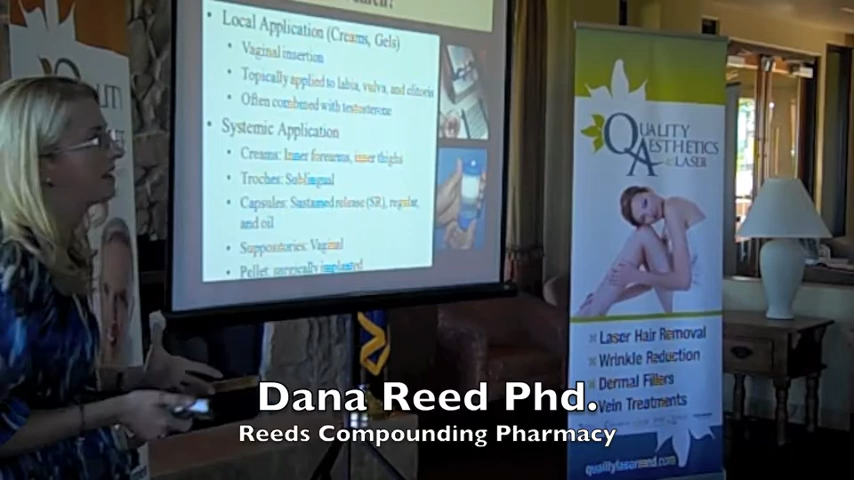 • Local Application (Creams, Gels)
• Vaginal insertion
• Topically applied to labia, vulva, and clitoris
• Often combined with testosterone
• Systemic Application
• Creams: Inner forearms, inner thighs
• Troches: Sublingual
• Capsules: Sustained release (SR), regular,
and oil
• Suppositories: Vaginal
• Pellet: surgically implanted
QUALITY
AESTHETICS
& LASER
Laser Hair Removal
Wrinkle Reduction
Dermal Fillers
Vein Treatments
Dana Reed Phd.
Reeds Compounding Pharmacy